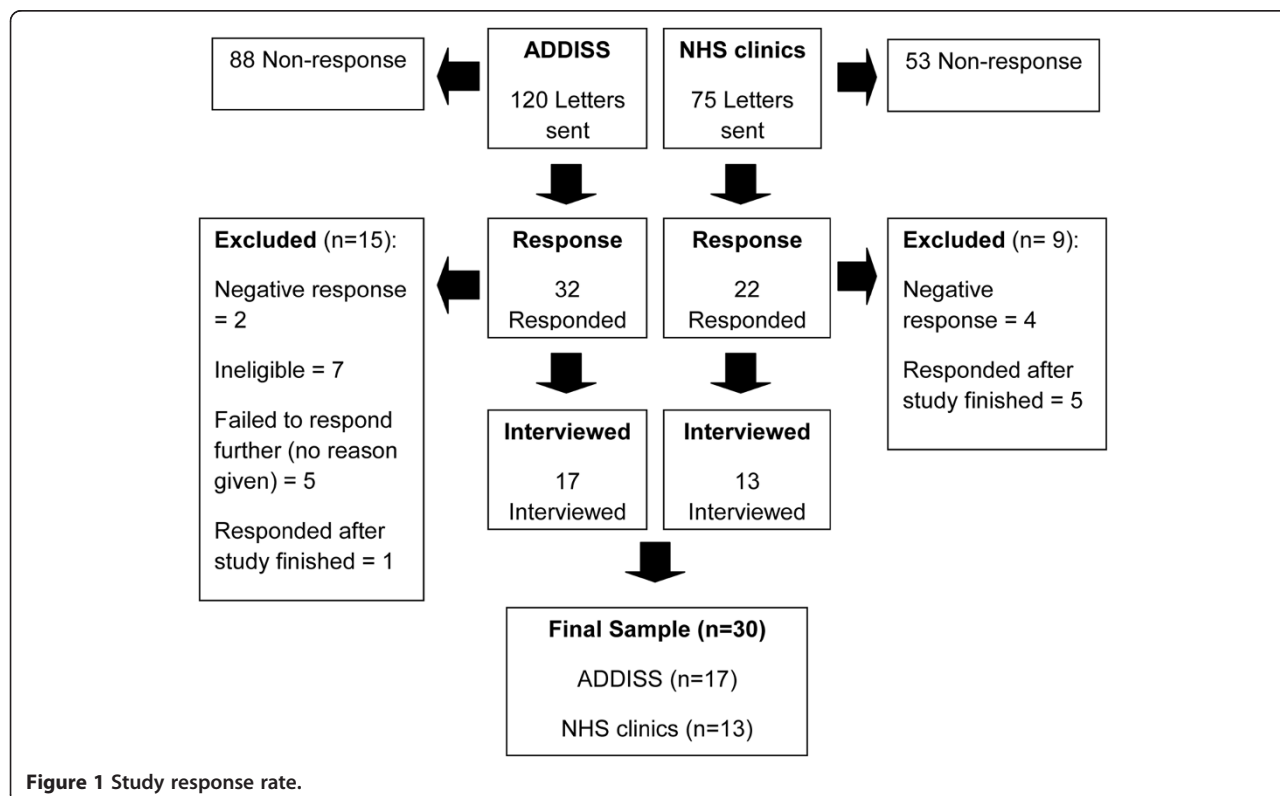 88 Non-response
ADDISS
120 Letters
sent
NHS clinics
75 Letters
sent
53 Non-response
Excluded (n=15):
Negative response
= 2
Ineligible = 7
Failed to respond
further (no reason
given) = 5
Responded after
study finished = 1
Response
32
Responded
Response
22
Responded
Excluded (n= 9):
Negative
response = 4
Responded after
study finished = 5
Interviewed
17
Interviewed
Interviewed
13
Interviewed
Final Sample (n=30)
ADDISS (n=17)
NHS clinics (n=13)
Figure 1 Study response rate.